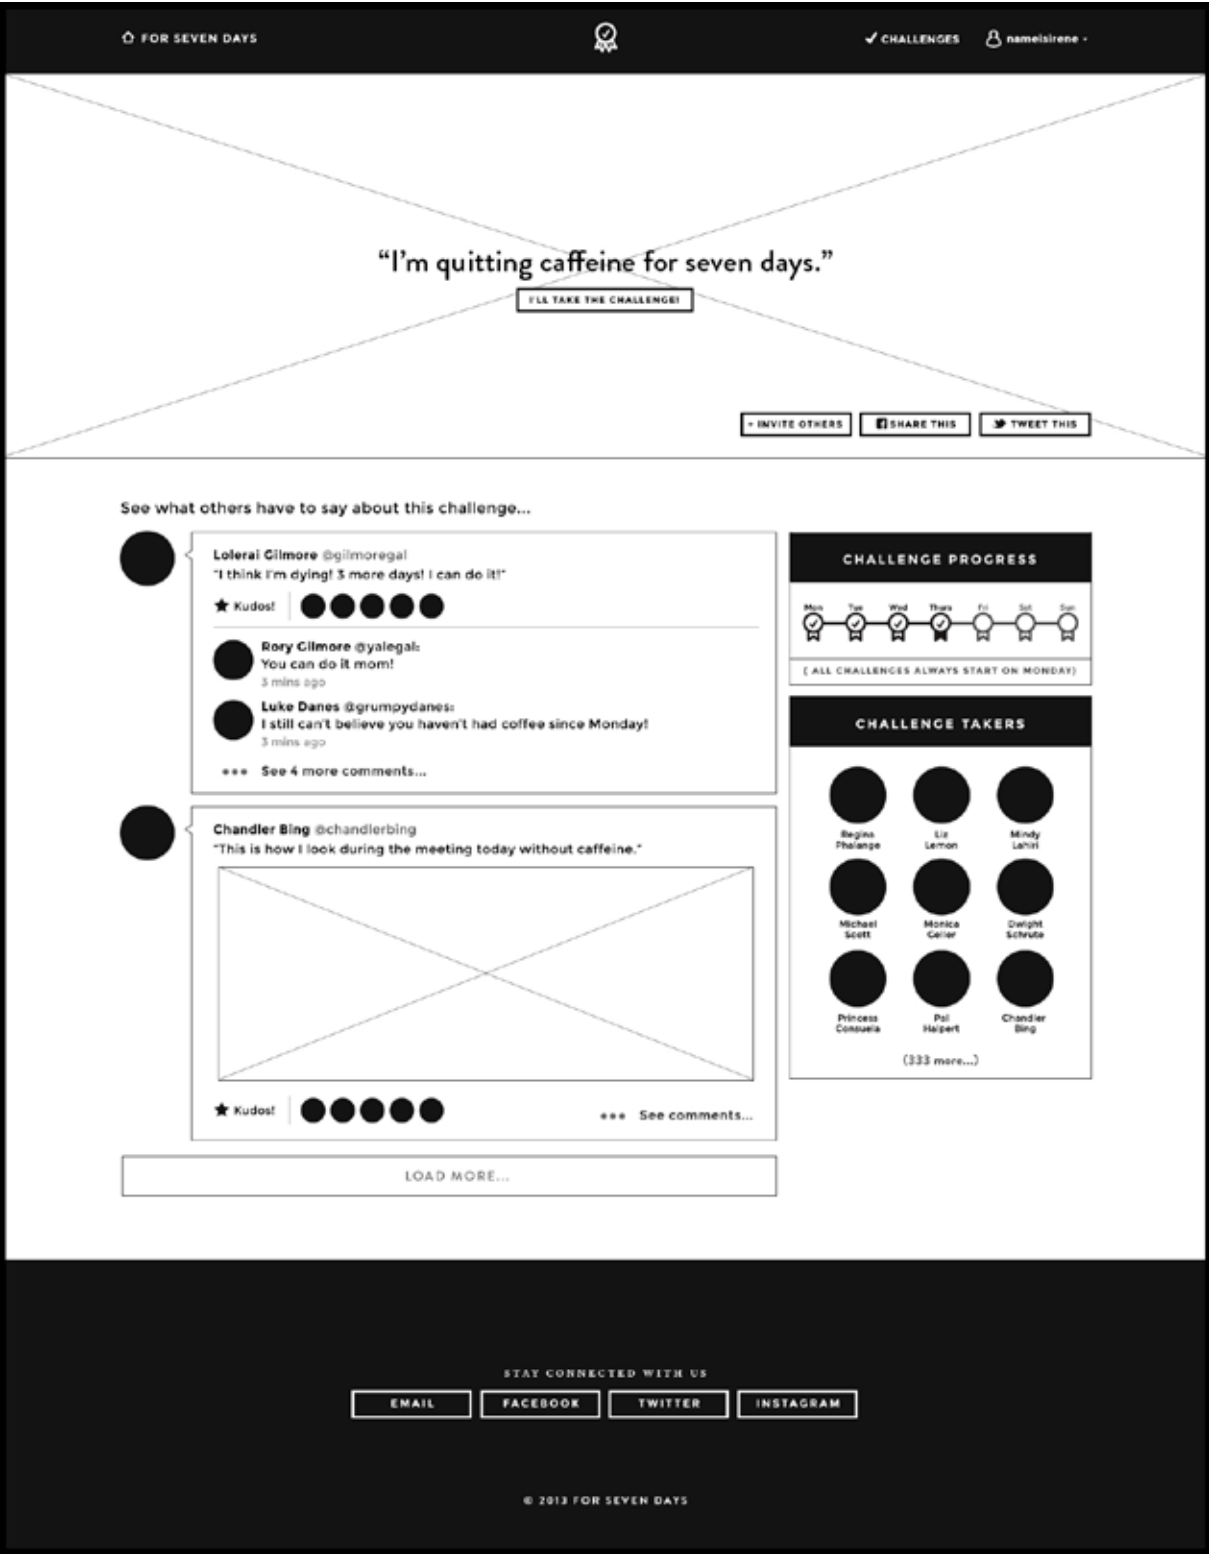 FOR SEVEN DAYS
CHALLENGES
nameisirene
“I’m quitting caffeine for seven days.”
I'LL TAKE THE CHALLENGE!
+ INVITE OTHERS
SHARE THIS
TWEET THIS
See what others have to say about this challenge...
Lolerai Gilmore @gilmoregal
"I think I'm dying! 3 more days! I can do it!"
Kudos!
Rory Gilmore @yalegal:
You can do it mom!
3 mins ago
Luke Danes @grumpydanes:
I still can't believe you haven't had coffee since Monday!
3 mins ago
••• See 4 more comments...
Chandler Bing @chandlerbing
"This is how I look during the meeting today without caffeine."
Kudos!
••• See comments...
LOAD MORE...
CHALLENGE PROGRESS
Mon Tue Wed Thurs Fri Sat Sun
( ALL CHALLENGES ALWAYS START ON MONDAY)
CHALLENGE TAKERS
Regina Phalange
Liz Lemon
Mindy Lahiri
Michael Scott
Monica Geller
Dwight Schrute
Princess Consuela
Pal Halpert
Chandler Bing
(333 more...)
STAY CONNECTED WITH US
EMAIL
FACEBOOK
TWITTER
INSTAGRAM
© 2013 FOR SEVEN DAYS